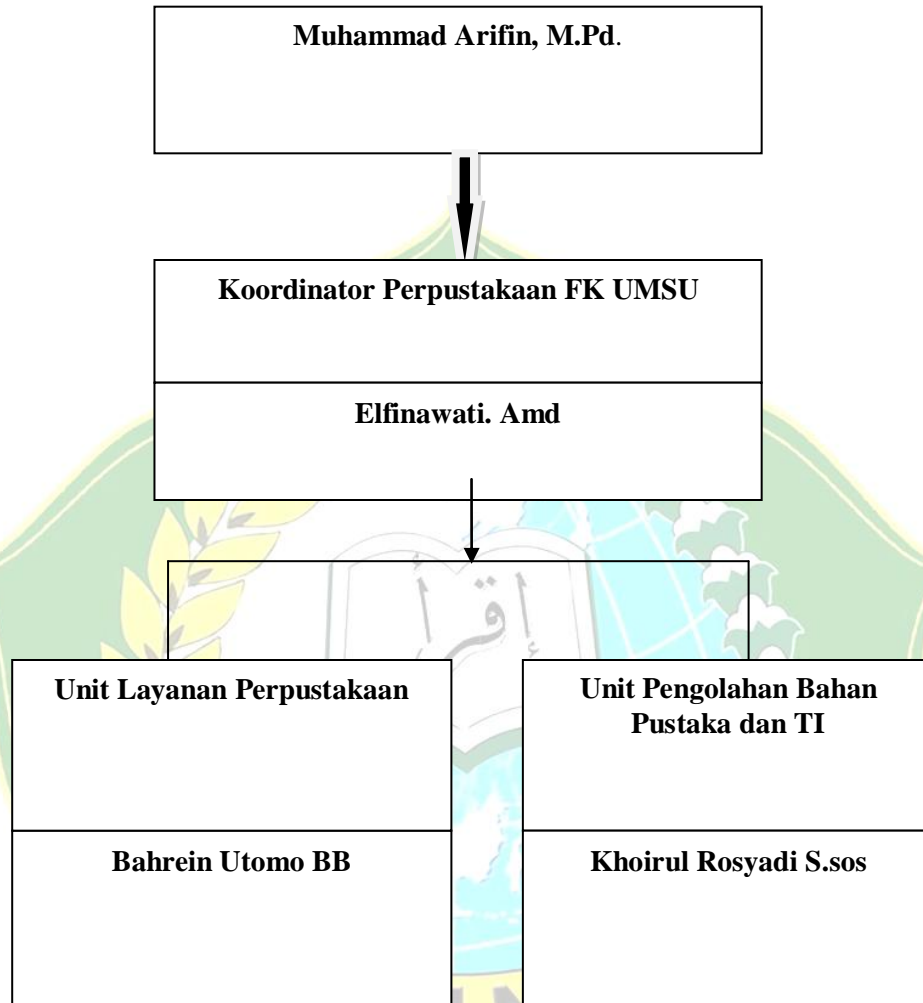 Muhammad Arifin, M.Pd.
Koordinator Perpustakaan FK UMSU
Elfinawati. Amd
إقرأ
Unit Layanan Perpustakaan
Unit Pengolahan Bahan
Pustaka dan TI
Bahrein Utomo BB
Khoirul Rosyadi S.sos